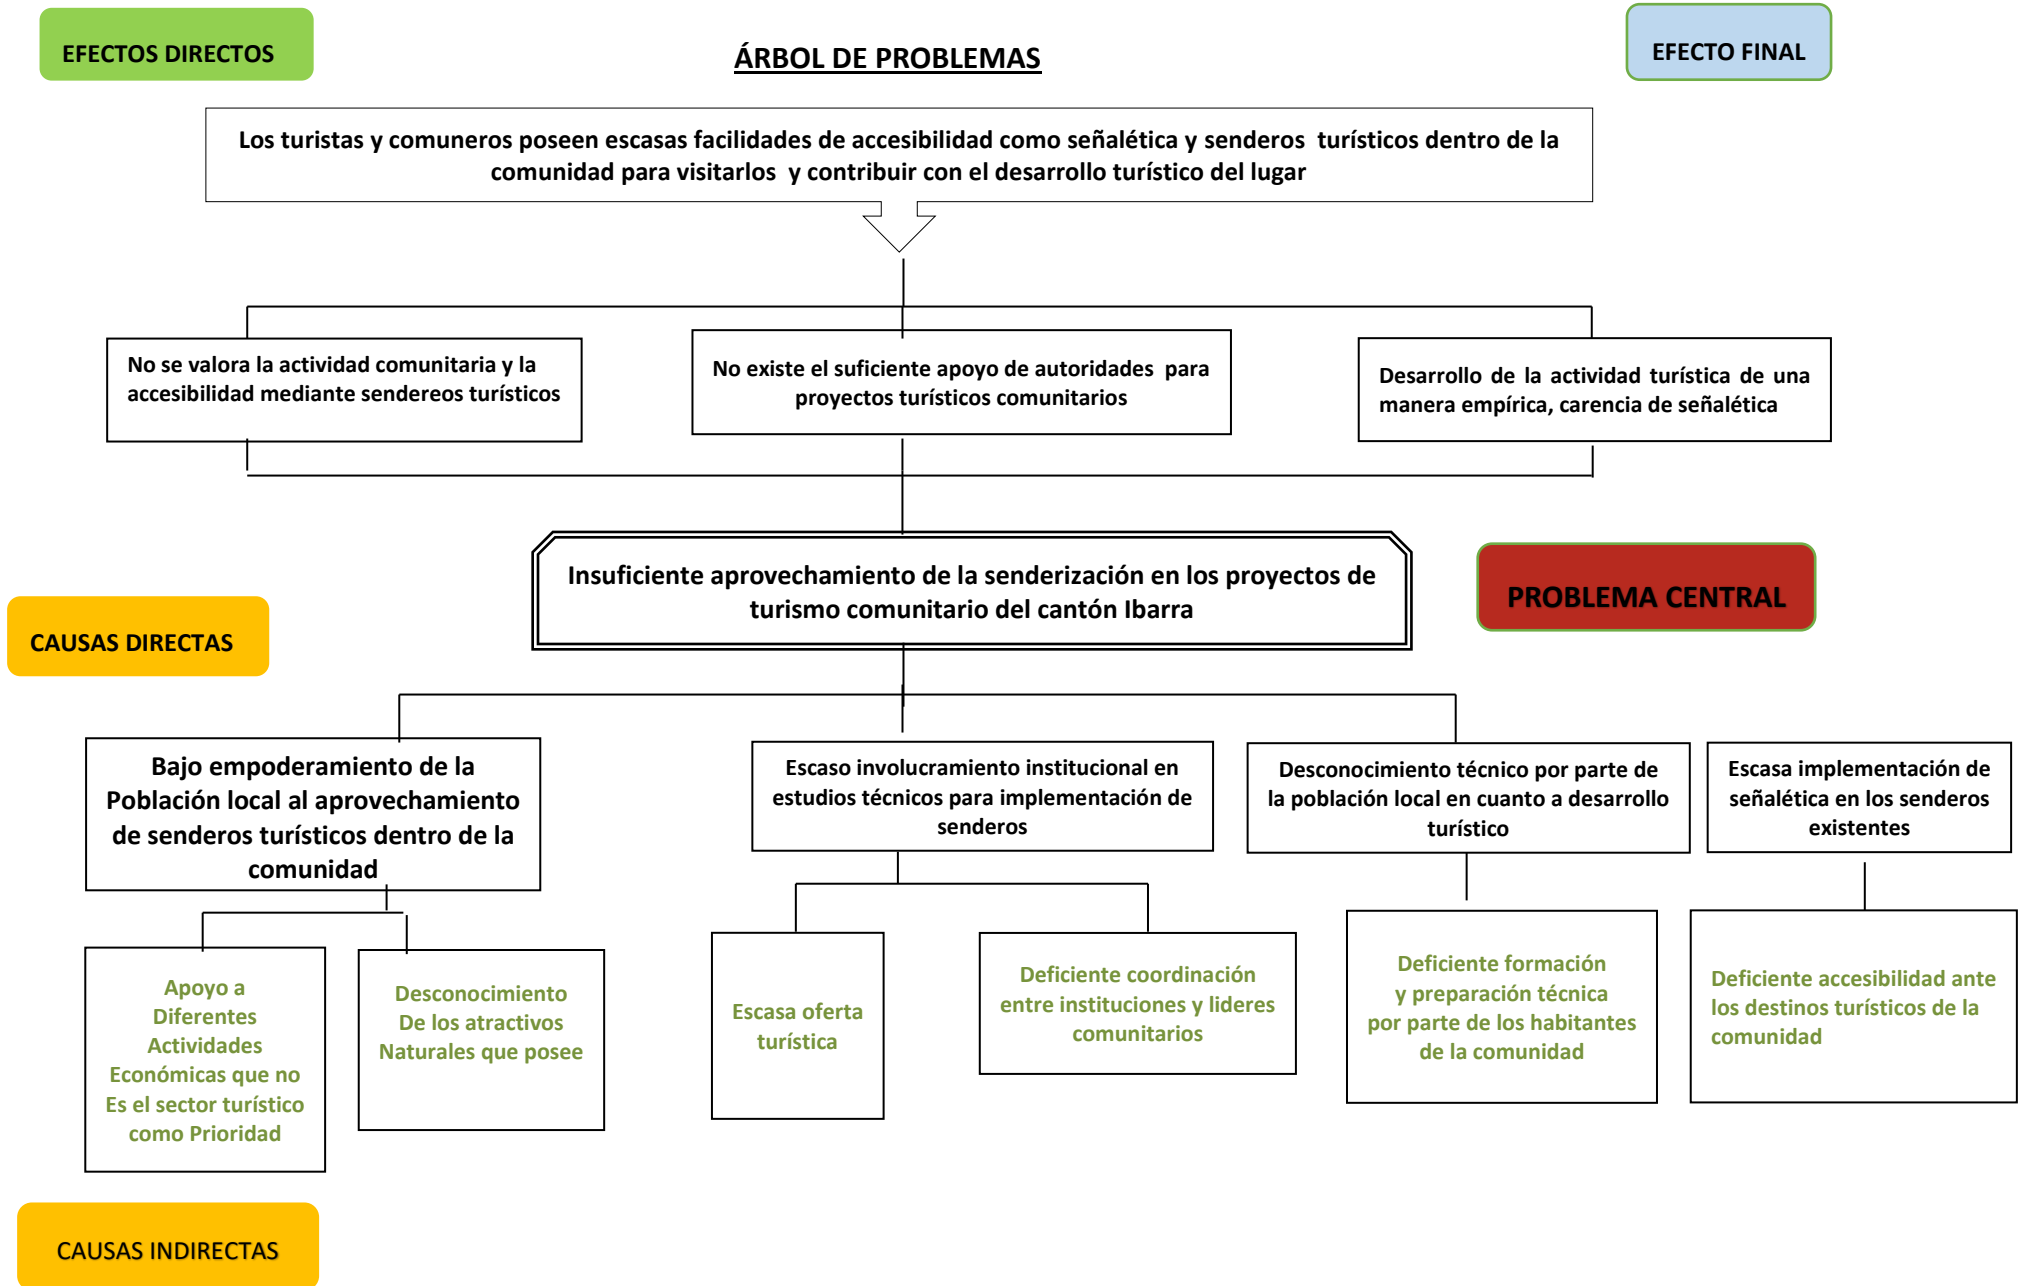 EFECTOS DIRECTOS
ÁRBOL DE PROBLEMAS
EFECTO FINAL
Los turistas y comuneros poseen escasas facilidades de accesibilidad como señalética y senderos  turísticos dentro de la
comunidad para visitarlos  y contribuir con el desarrollo turístico del lugar
No se valora la actividad comunitaria y la
accesibilidad mediante sendereos turísticos
No existe el suficiente apoyo de autoridades  para
proyectos turísticos comunitarios
Desarrollo de la actividad turística de una
manera empírica, carencia de señalética
Insuficiente aprovechamiento de la senderización en los proyectos de
turismo comunitario del cantón Ibarra
PROBLEMA CENTRAL
CAUSAS DIRECTAS
Bajo empoderamiento de la
Población local al aprovechamiento
de senderos turísticos dentro de la
comunidad
Escaso involucramiento institucional en
estudios técnicos para implementación de
senderos
Desconocimiento técnico por parte de
la población local en cuanto a desarrollo
turístico
Escasa implementación de
señalética en los senderos
existentes
Apoyo a
Diferentes
Actividades
Económicas que no
Es el sector turístico
como Prioridad
Desconocimiento
De los atractivos
Naturales que posee
Escasa oferta
turística
Deficiente coordinación
entre instituciones y lideres
comunitarios
Deficiente formación
y preparación técnica
por parte de los habitantes
de la comunidad
Deficiente accesibilidad ante
los destinos turísticos de la
comunidad
CAUSAS INDIRECTAS